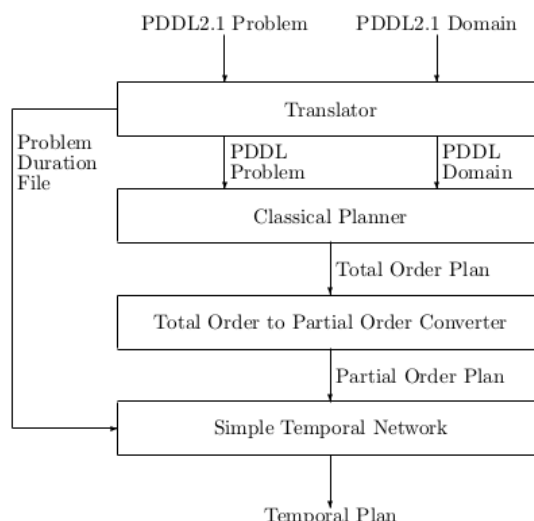 PDDL2.1 Problem
PDDL2.1 Domain
Translator
Problem
Duration
File
PDDL
Problem
PDDL
Domain
Classical Planner
Total Order Plan
Total Order to Partial Order Converter
Partial Order Plan
Simple Temporal Network
Temporal Plan